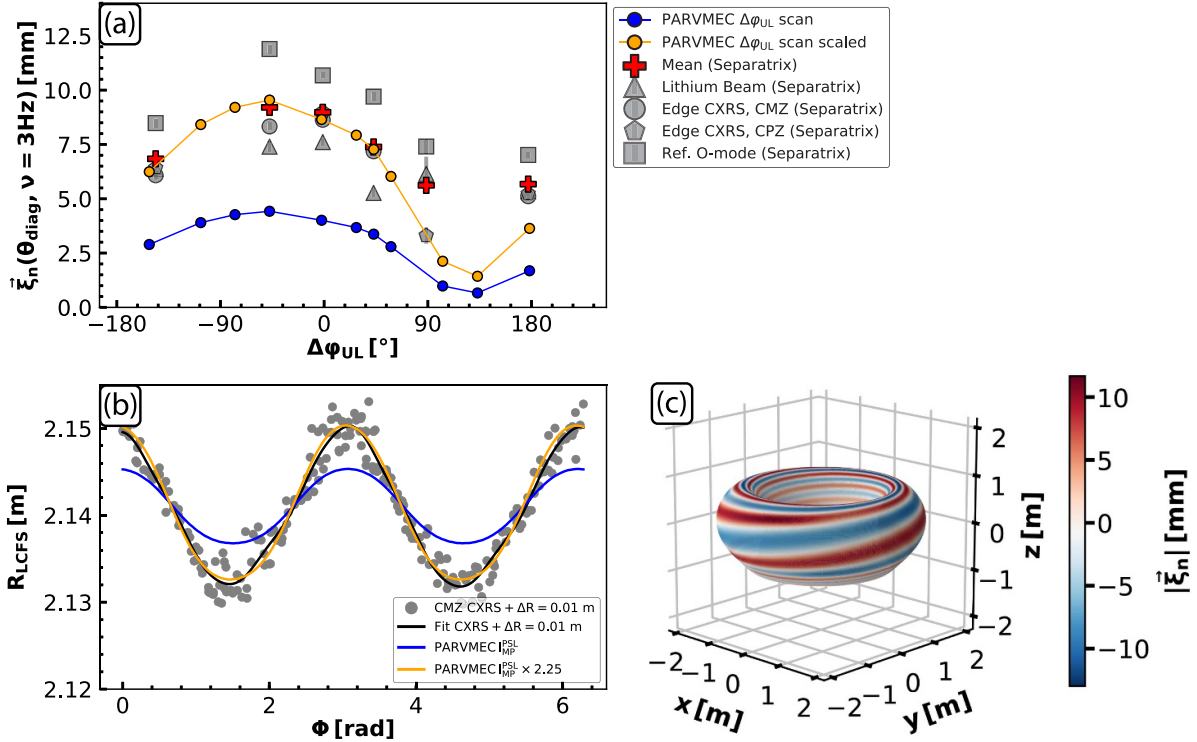 (a)
12.5
10.0
7.5
5.0
2.5
0.0
ξ⃗n(θdiag, ν = 3Hz) [mm]
−180 −90 0 90 180
ΔφUL [°]
PARVMEC ΔφUL scan
PARVMEC ΔφUL scan scaled
Mean (Separatrix)
Lithium Beam (Separatrix)
Edge CXRS, CMZ (Separatrix)
Edge CXRS, CPZ (Separatrix)
Ref. O-mode (Separatrix)
(b)
2.15
2.14
2.13
2.12
RLCFS [m]
0 2 4 6
Φ [rad]
CMZ CXRS + ΔR = 0.01 m
Fit CXRS + ΔR = 0.01 m
PARVMEC I_MP^PSL
PARVMEC I_MP^PSL × 2.25
(c)
2
1
0
−1
−2
z [m]
−2 −1 0 1 2
x [m]
−2 −1 0 1 2
y [m]
10
5
0
−5
−10
|ξ⃗n| [mm]